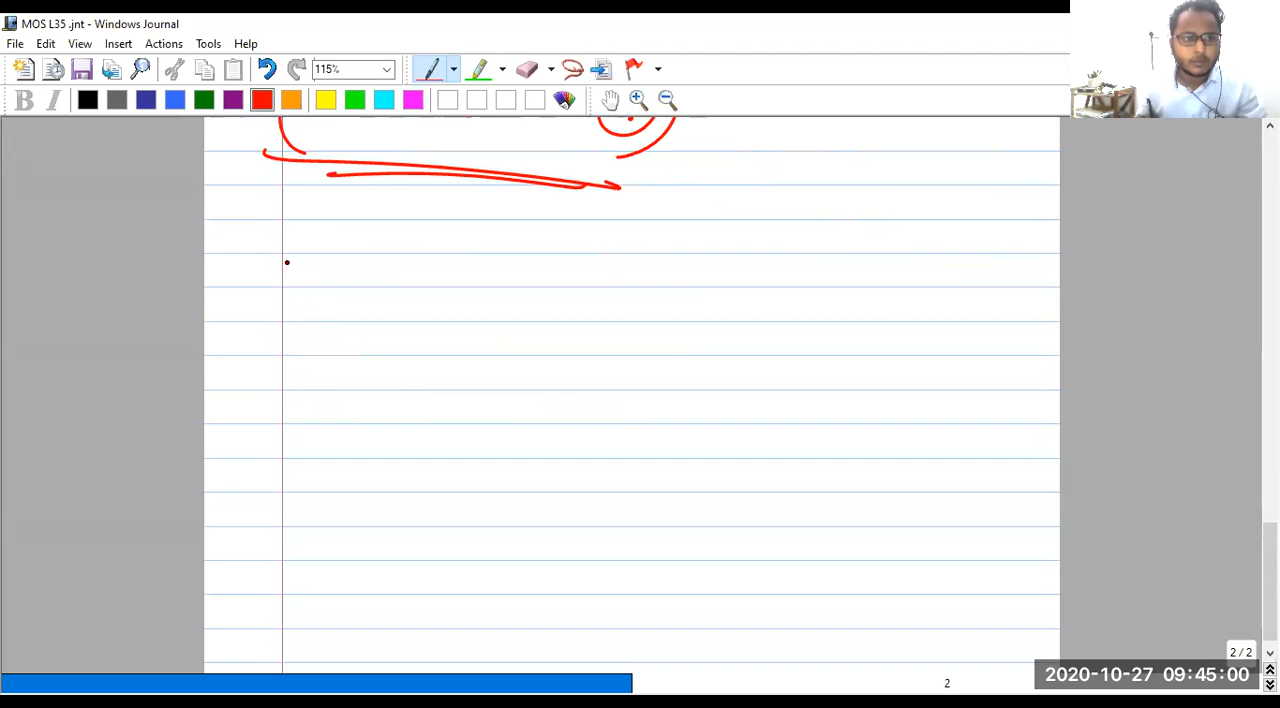 MOS L35 .jnt - Windows Journal
File Edit View Insert Actions Tools Help
115%
B I
2 / 2
2020-10-27 09:45:00
2